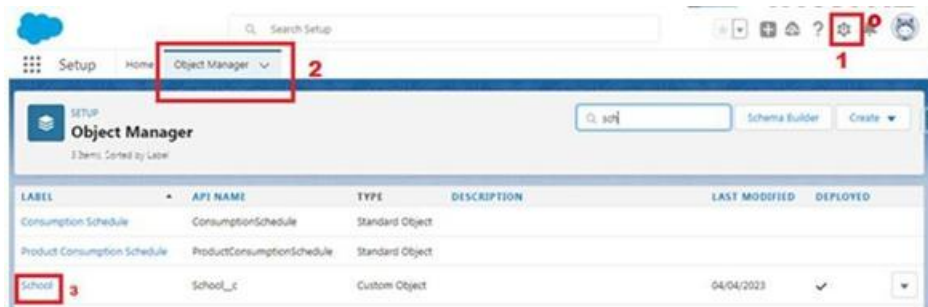 Search Setup
1
Setup Home Object Manager 2
SETUP
Object Manager
3 Items, Sorted by Label
sch
Schema Builder Create
LABEL API NAME TYPE DESCRIPTION LAST MODIFIED DEPLOYED
Consumption Schedule ConsumptionSchedule Standard Object
Product Consumption Schedule ProductConsumptionSchedule Standard Object
School 3 School__c Custom Object 04/04/2023